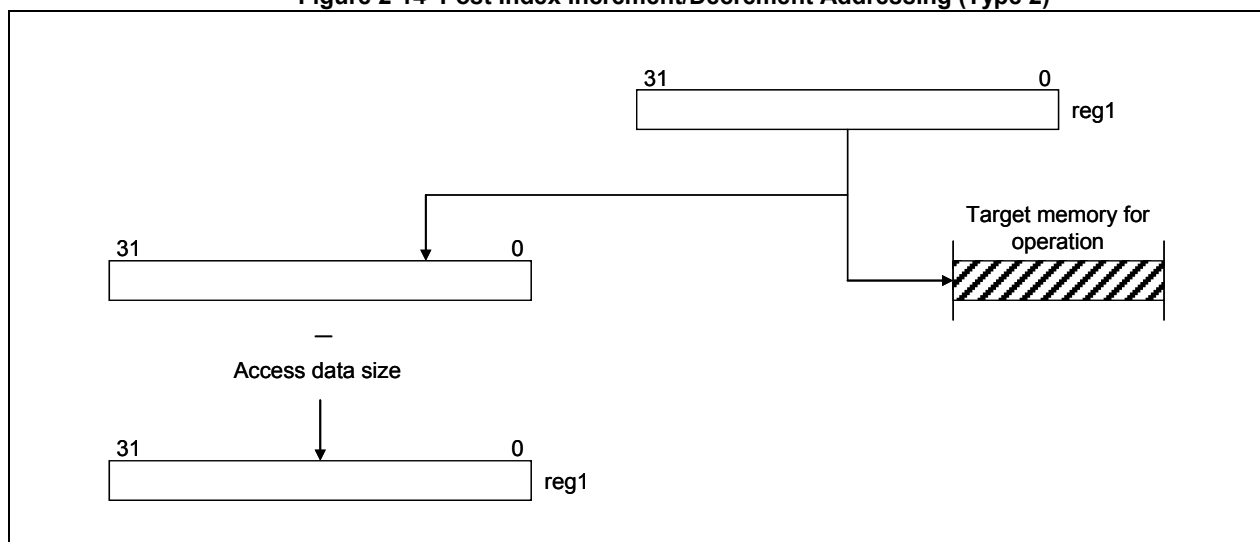 Figure 2-14 Post Index Increment/Decrement Addressing (Type 2)
31 0
reg1
Target memory for
operation
31 0
–
Access data size
31 0
reg1